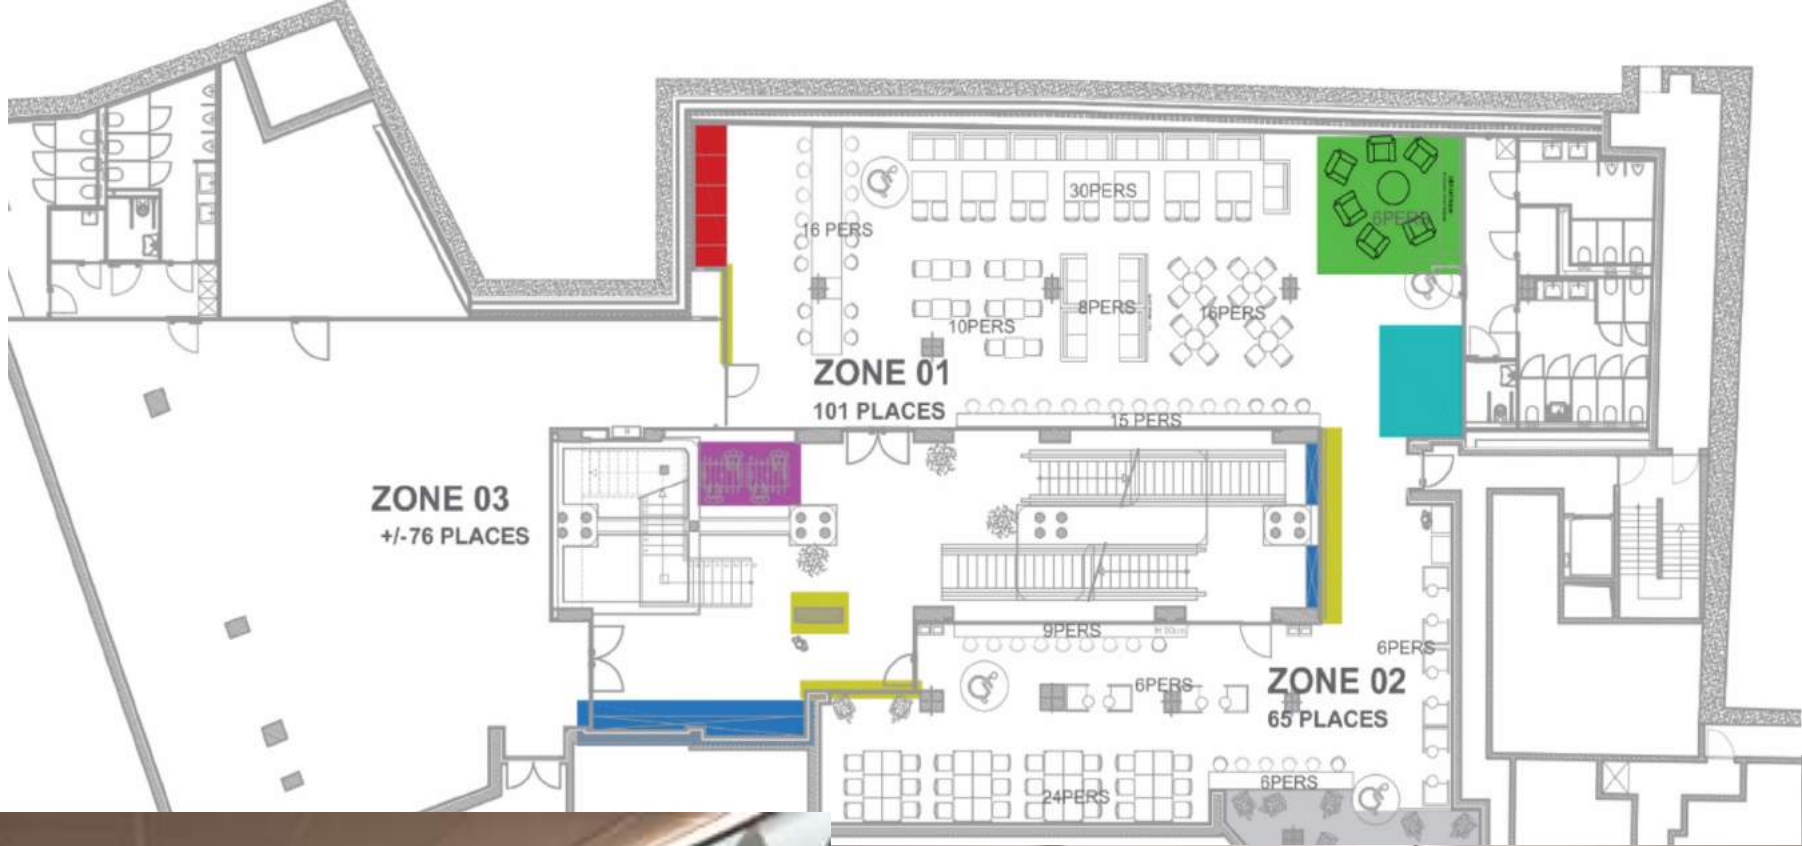 30PERS
16 PERS
6PERS
8PERS
16PERS
10PERS
ZONE 01
101 PLACES
15 PERS
ZONE 03
+/-76 PLACES
9PERS
6PERS
6PERS
ZONE 02
65 PLACES
6PERS
24PERS